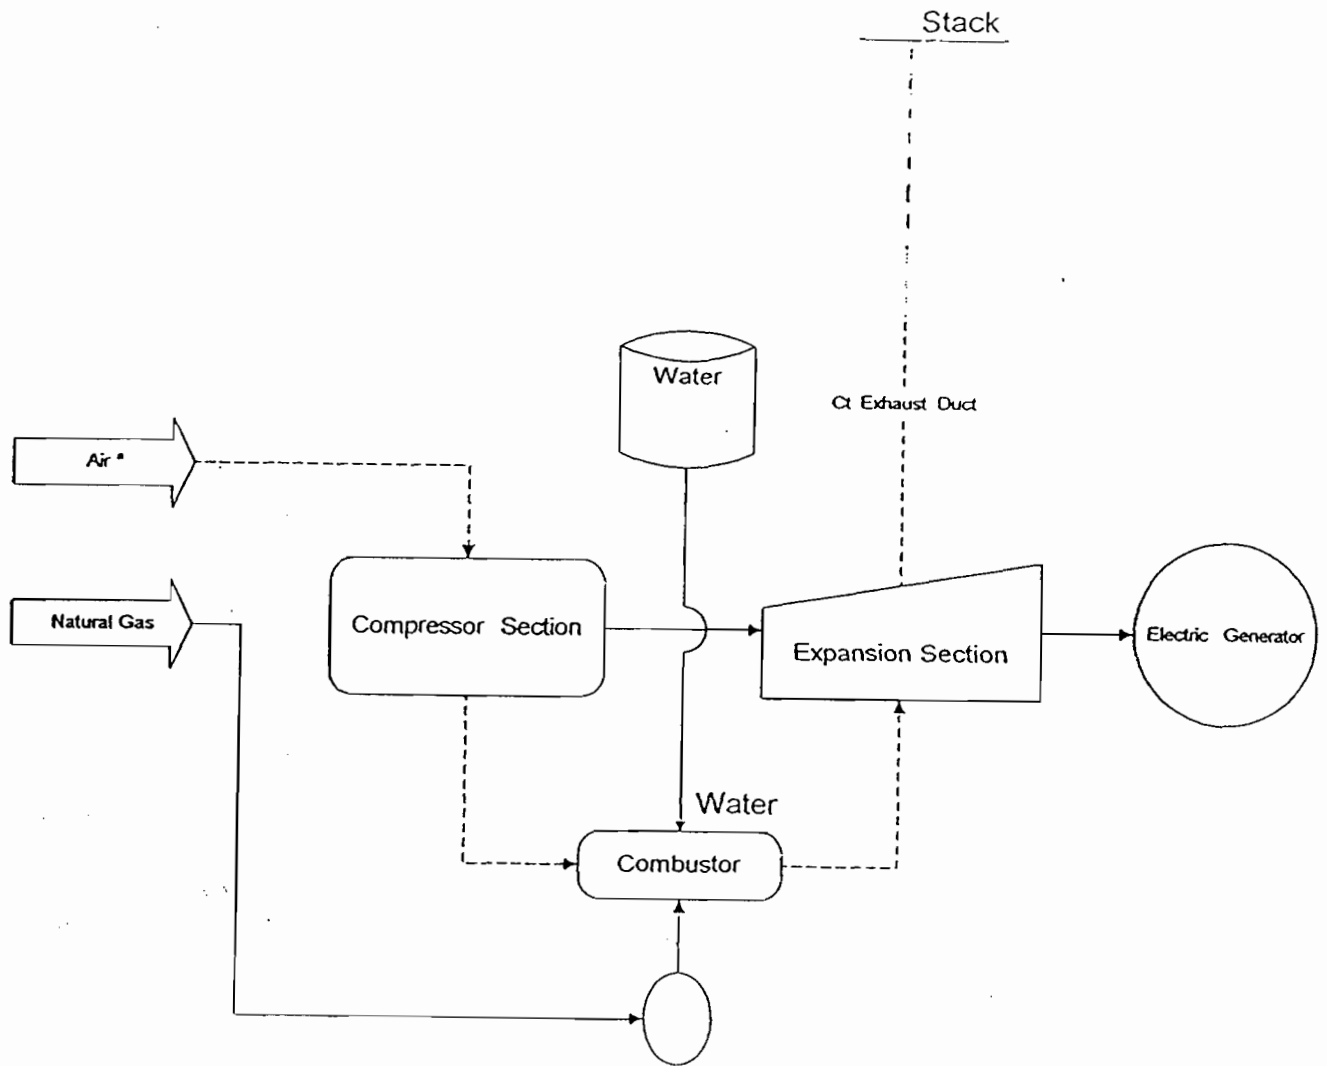 Stack
Water
Ct Exhaust Duct
Air *
Natural Gas
Compressor Section
Expansion Section
Electric Generator
Water
Combustor